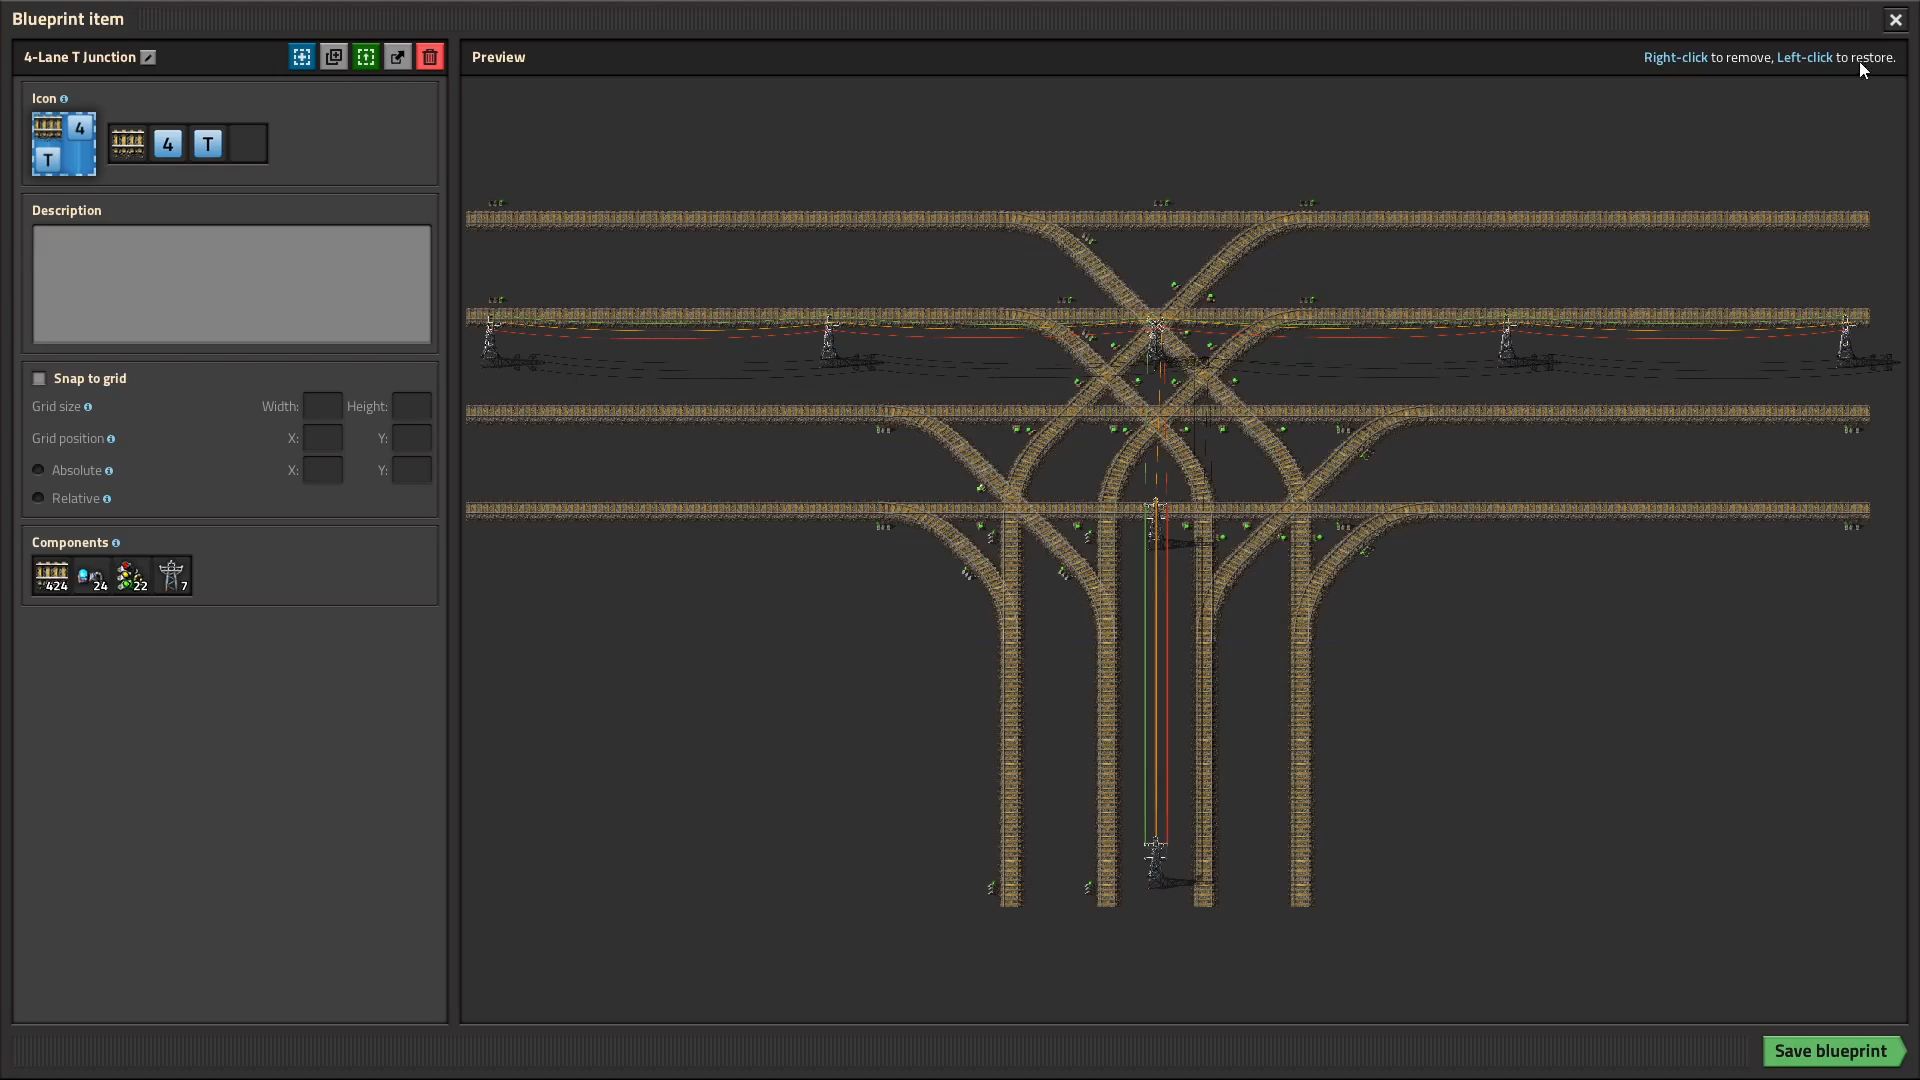 Blueprint item
4-Lane T Junction
Preview
Right-click to remove, Left-click to restore.
Icon
4
T
4
T
Description
Snap to grid
Grid size
Width:
Height:
Grid position
X:
Y:
Absolute
X:
Y:
Relative
Components
424
24
22
7
Save blueprint